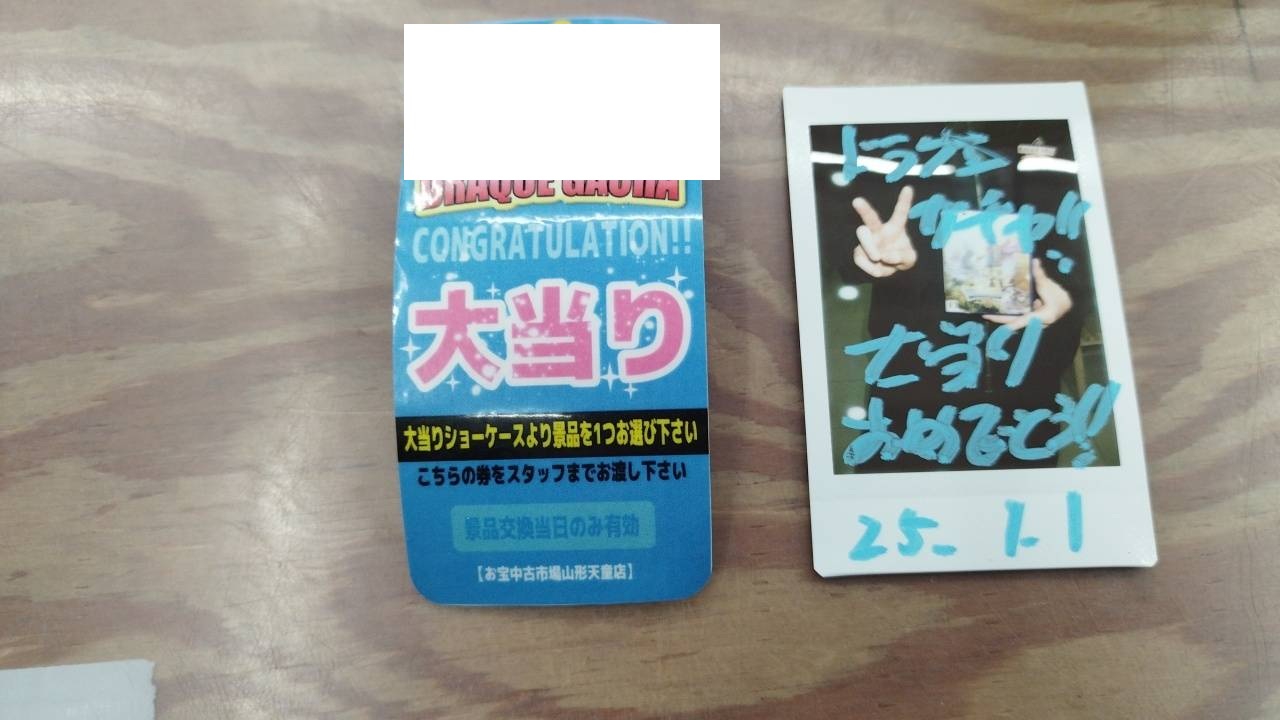 DRAQUE GACHA
CONGRATULATION!!
大当り
大当りショーケースより景品を1つお選び下さい
こちらの券をスタッフまでお渡し下さい
景品交換当日のみ有効
【お宝中古市場山形天童店】
ガチャ!!
大当り
おめでとう!!
25. 1. 1